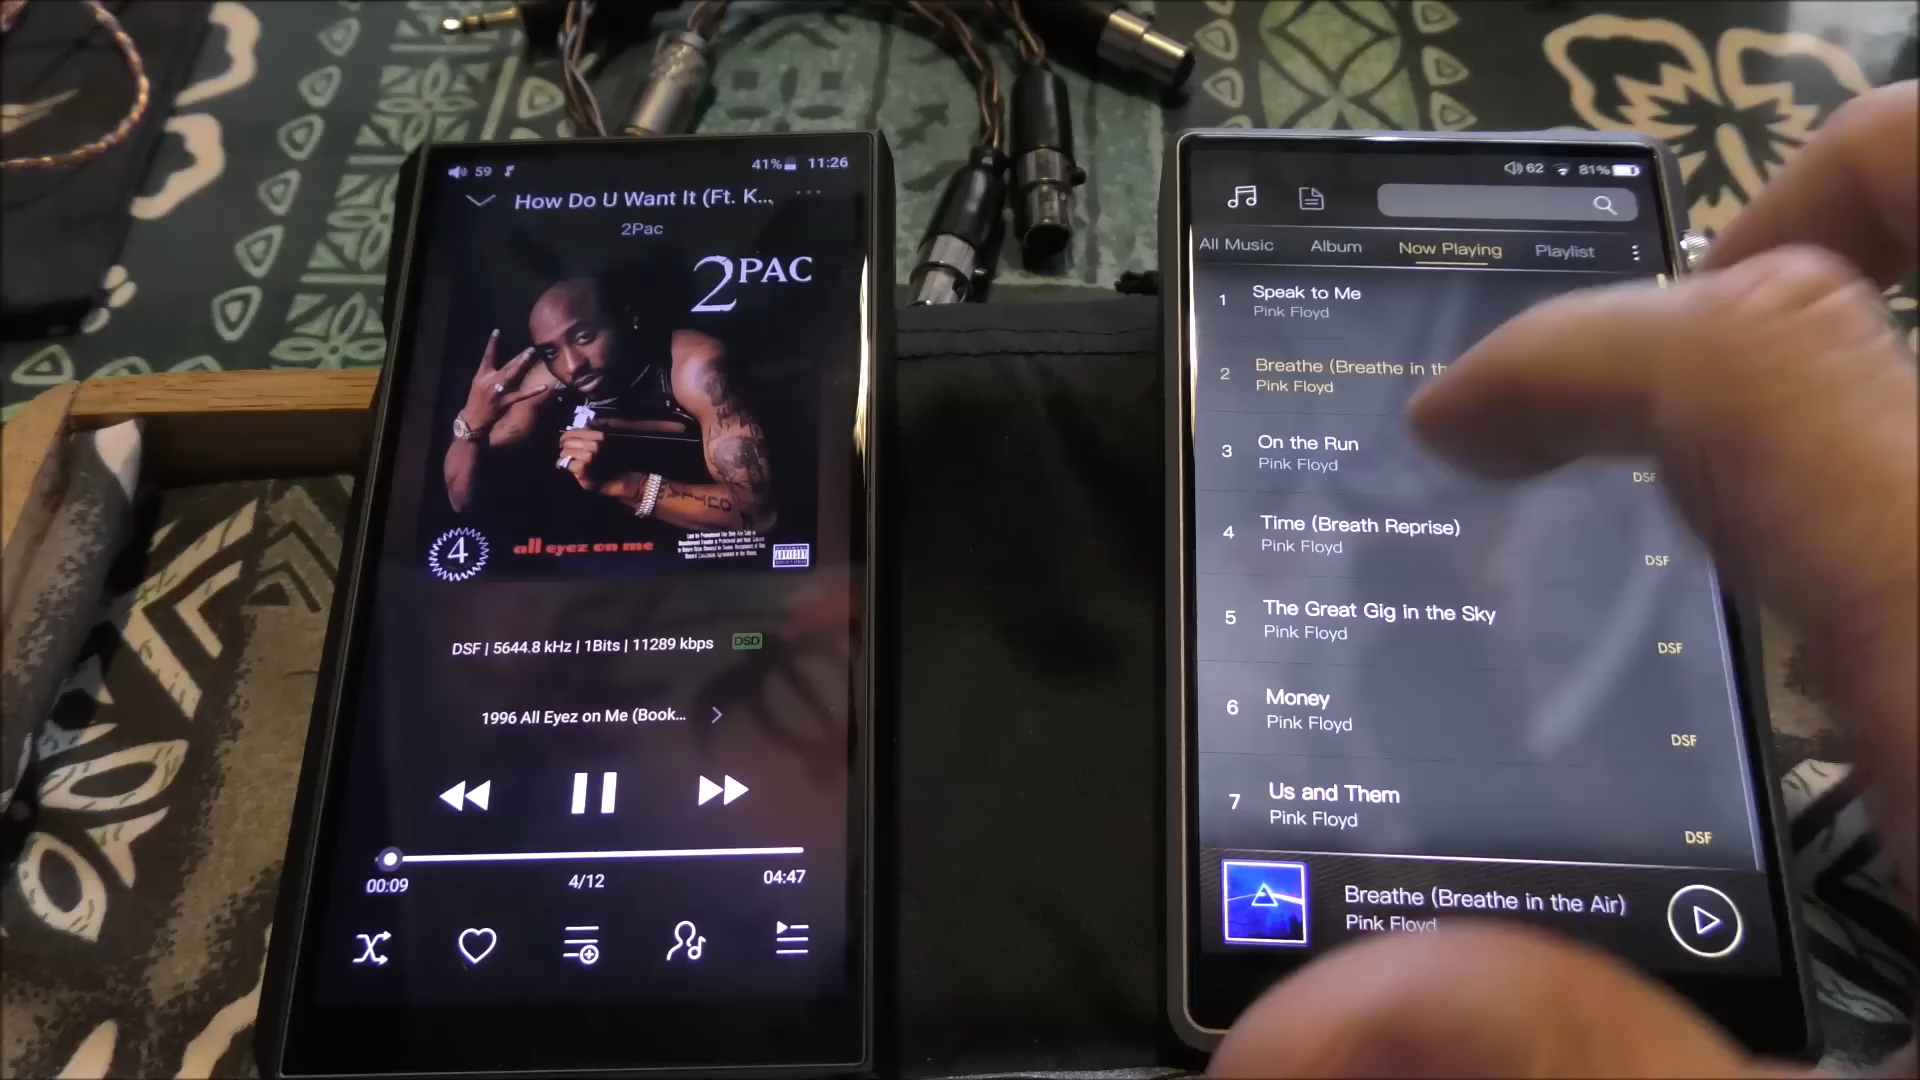 59
41%
11:26
How Do U Want It (Ft. K...
2Pac
2PAC
4
all eyez on me
DSF | 5644.8 kHz | 1Bits | 11289 kbps
DSD
1996 All Eyez on Me (Book...
00:09
4/12
04:47
62
81%
All Music
Album
Now Playing
Playlist
1
Speak to Me
Pink Floyd
2
Breathe (Breathe in th
Pink Floyd
3
On the Run
Pink Floyd
DSF
4
Time (Breath Reprise)
Pink Floyd
DSF
5
The Great Gig in the Sky
Pink Floyd
DSF
6
Money
Pink Floyd
DSF
7
Us and Them
Pink Floyd
DSF
Breathe (Breathe in the Air)
Pink Floyd